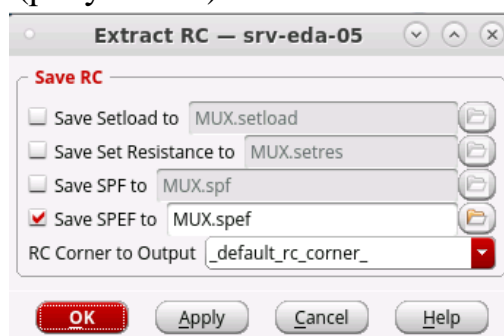 Extract RC — srv-eda-05
Save RC
Save Setload to MUX.setload
Save Set Resistance to MUX.setres
Save SPF to MUX.spf
Save SPEF to MUX.spef
RC Corner to Output _default_rc_corner_
OK Apply Cancel Help